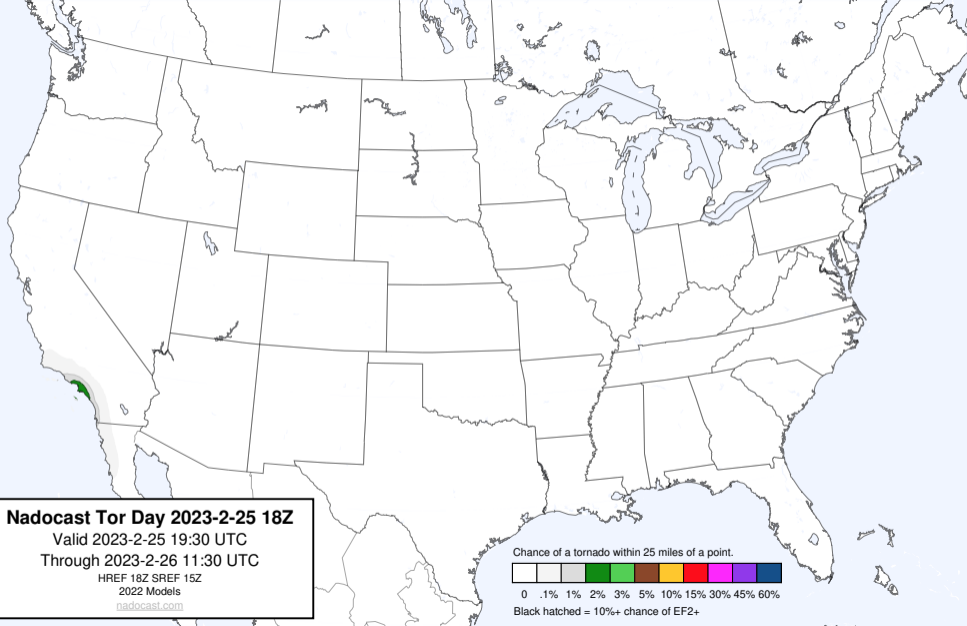 Nadocast Tor Day 2023-2-25 18Z
Valid 2023-2-25 19:30 UTC
Through 2023-2-26 11:30 UTC
HREF 18Z SREF 15Z
2022 Models
nadocast.com
Chance of a tornado within 25 miles of a point.
0 .1% 1% 2% 3% 5% 10% 15% 30% 45% 60%
Black hatched = 10%+ chance of EF2+